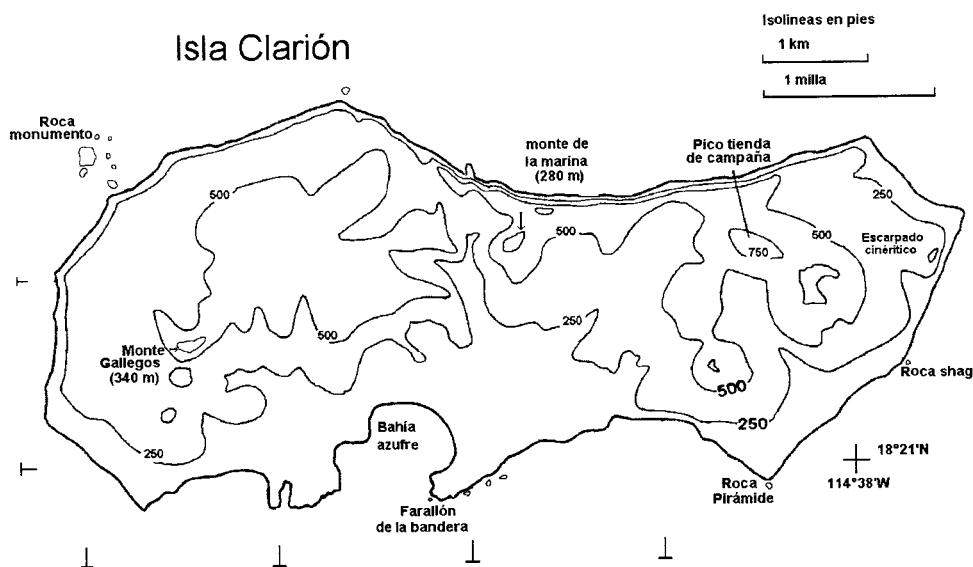 Isla Clarión
Isolineas en pies
1 km
1 milla
Roca
monumento
monte de
la marina
(280 m)
Pico tienda
de campaña
500
500
750
500
250
Escarpado
cinérítico
250
500
Monte
Gallegos
(340 m)
Roca shag
500
250
250
Bahía
azufre
18°21'N
114°38'W
Roca
Pirámide
Farallón
de la bandera